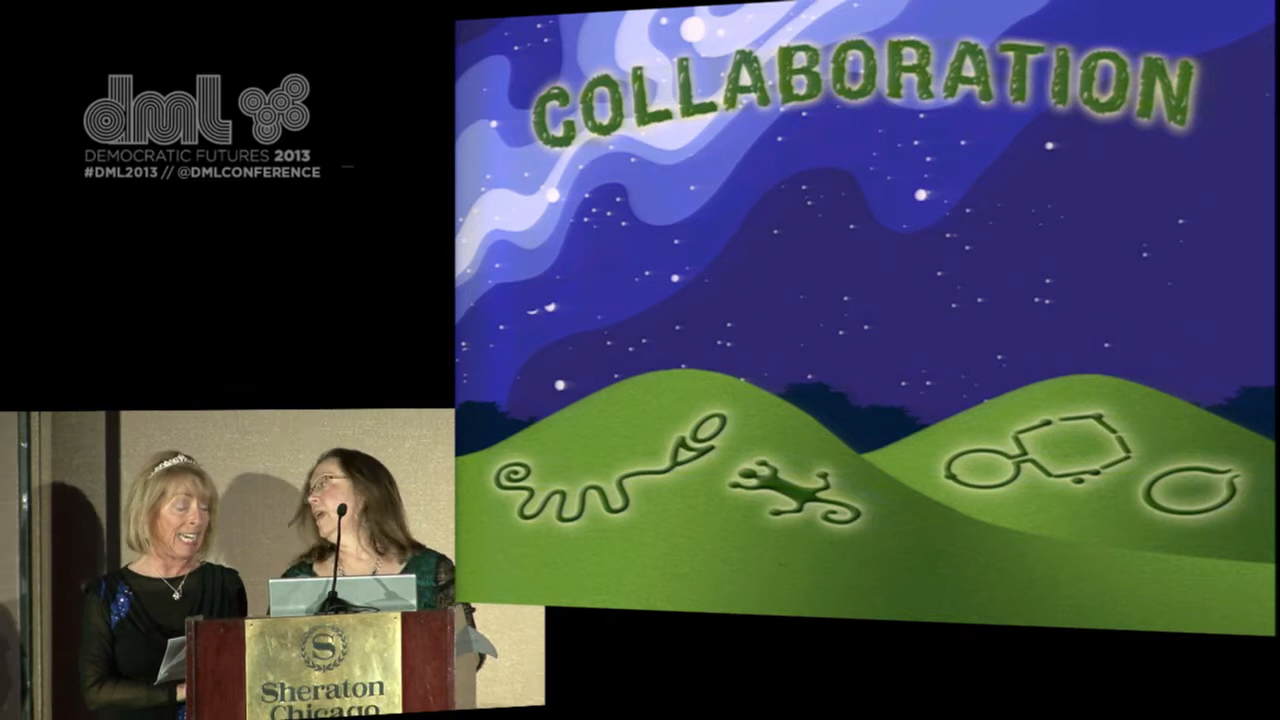 COLLABORATION
dml
DEMOCRATIC FUTURES 2013
#DML2013 // @DMLCONFERENCE
S
Sheraton
Chicago